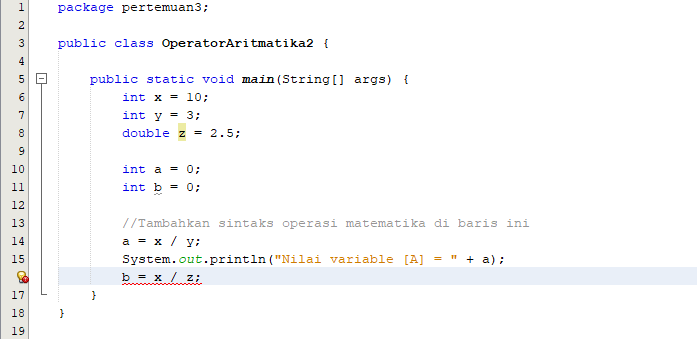 1 package pertemuan3;
2
3 public class OperatorAritmatika2 {
4
5 public static void main(String[] args) {
6 int x = 10;
7 int y = 3;
8 double z = 2.5;
9
10 int a = 0;
11 int b = 0;
12
13 //Tambahkan sintaks operasi matematika di baris ini
14 a = x / y;
15 System.out.println("Nilai variable [A] = " + a);
b = x / z;
17 }
18 }
19